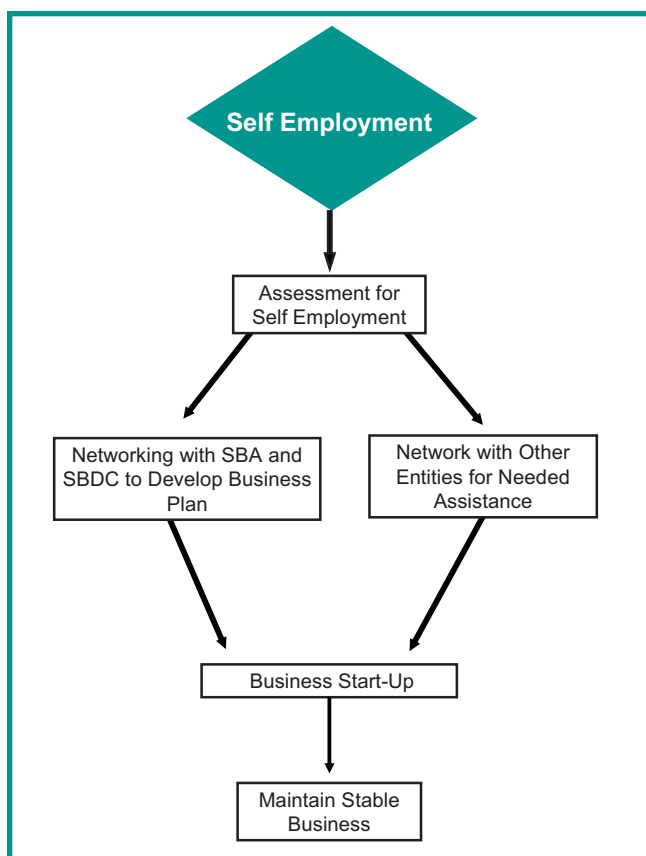 Self Employment
Assessment for
Self Employment
Networking with SBA and
SBDC to Develop Business
Plan
Network with Other
Entities for Needed
Assistance
Business Start-Up
Maintain Stable
Business